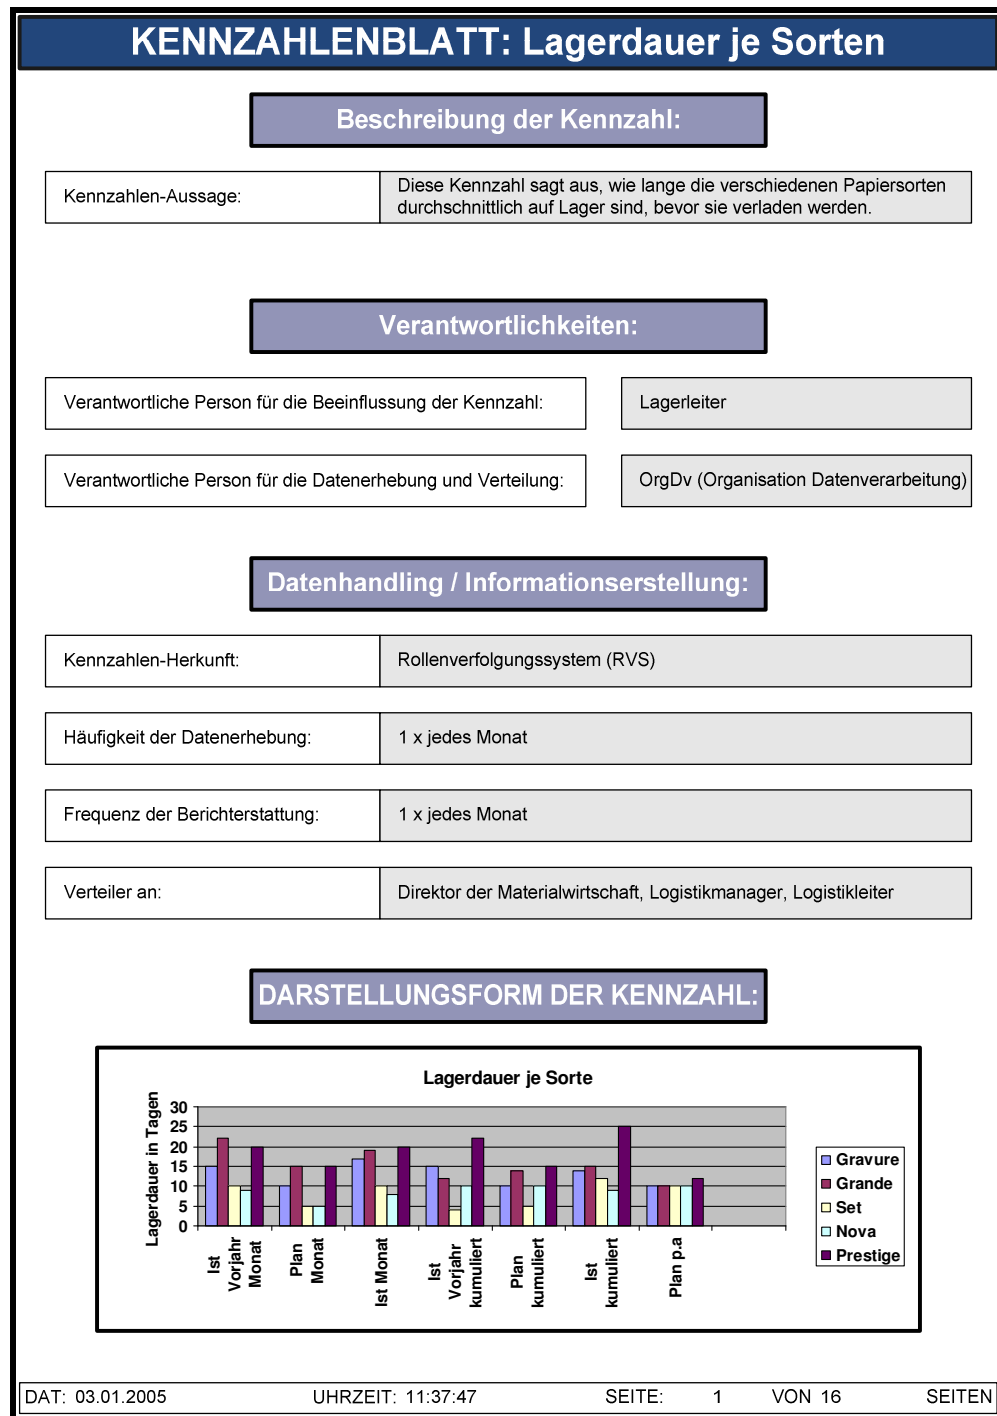 KENNZAHLENBLATT: Lagerdauer je Sorten
Beschreibung der Kennzahl:
Kennzahlen-Aussage:
Diese Kennzahl sagt aus, wie lange die verschiedenen Papiersorten
durchschnittlich auf Lager sind, bevor sie verladen werden.
Verantwortlichkeiten:
Verantwortliche Person für die Beeinflussung der Kennzahl:
Lagerleiter
Verantwortliche Person für die Datenerhebung und Verteilung:
OrgDv (Organisation Datenverarbeitung)
Datenhandling / Informationserstellung:
Kennzahlen-Herkunft:
Rollenverfolgungssystem (RVS)
Häufigkeit der Datenerhebung:
1 x jedes Monat
Frequenz der Berichterstattung:
1 x jedes Monat
Verteiler an:
Direktor der Materialwirtschaft, Logistikmanager, Logistikleiter
DARSTELLUNGSFORM DER KENNZAHL:
Lagerdauer je Sorte
Lagerdauer in Tagen
30
25
20
15
10
5
0
Ist
Vorjahr
Monat
Plan
Monat
Ist Monat
Ist
Vorjahr
kumuliert
Plan
kumuliert
Ist
kumuliert
Plan p.a
Gravure
Grande
Set
Nova
Prestige
DAT: 03.01.2005 UHRZEIT: 11:37:47 SEITE: 1 VON 16 SEITEN